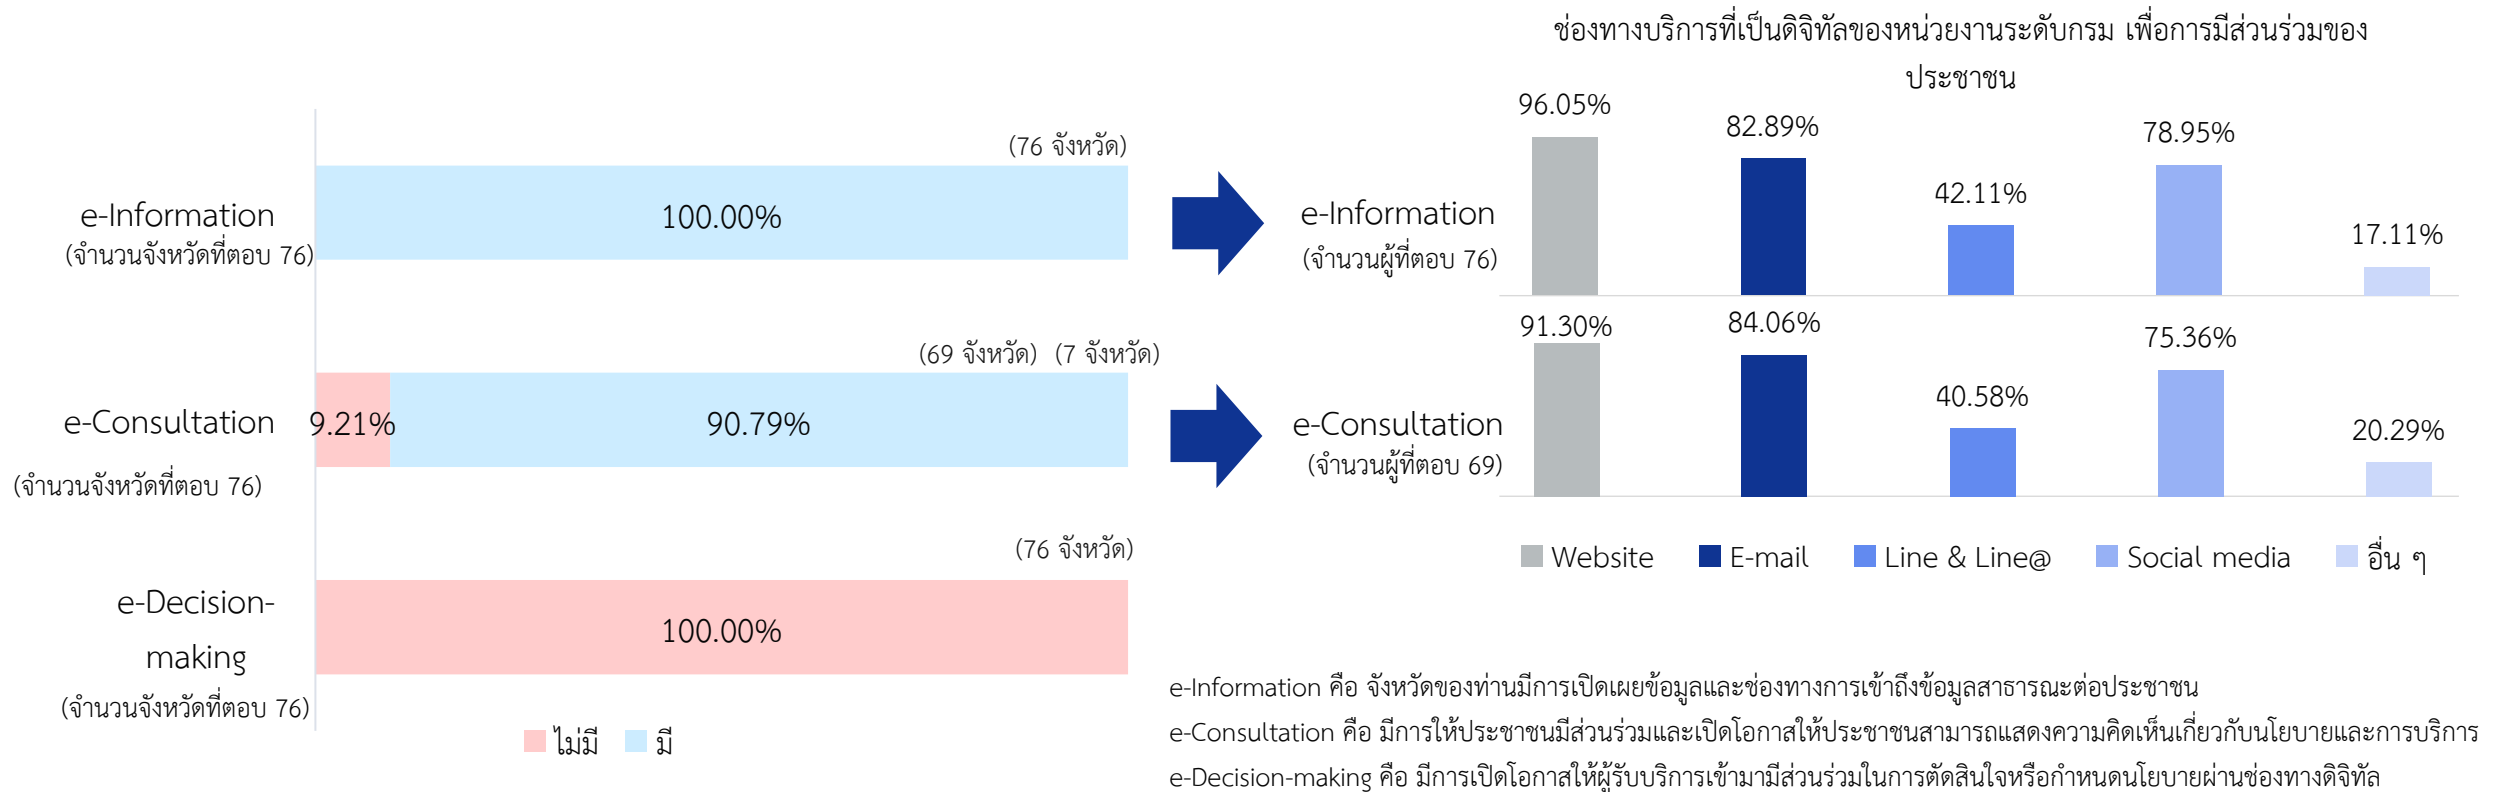 ช่องทางบริการที่เป็นดิจิทัลของหน่วยงานระดับกรม เพื่อการมีส่วนร่วมของ
ประชาชน
(76 จังหวัด)
e-Information
(จำนวนจังหวัดที่ตอบ 76)
100.00%
(69 จังหวัด) (7 จังหวัด)
e-Consultation
(จำนวนจังหวัดที่ตอบ 76)
9.21%
90.79%
(76 จังหวัด)
e-Decision-
making
(จำนวนจังหวัดที่ตอบ 76)
100.00%
ไม่มี มี
e-Information
(จำนวนผู้ที่ตอบ 76)
96.05%
82.89%
42.11%
78.95%
17.11%
e-Consultation
(จำนวนผู้ที่ตอบ 69)
91.30%
84.06%
40.58%
75.36%
20.29%
Website E-mail Line & Line@ Social media อื่น ๆ
e-Information คือ จังหวัดของท่านมีการเปิดเผยข้อมูลและช่องทางการเข้าถึงข้อมูลสาธารณะต่อประชาชน
e-Consultation คือ มีการให้ประชาชนมีส่วนร่วมและเปิดโอกาสให้ประชาชนสามารถแสดงความคิดเห็นเกี่ยวกับนโยบายและการบริการ
e-Decision-making คือ มีการเปิดโอกาสให้ผู้รับบริการเข้ามามีส่วนร่วมในการตัดสินใจหรือกำหนดนโยบายผ่านช่องทางดิจิทัล